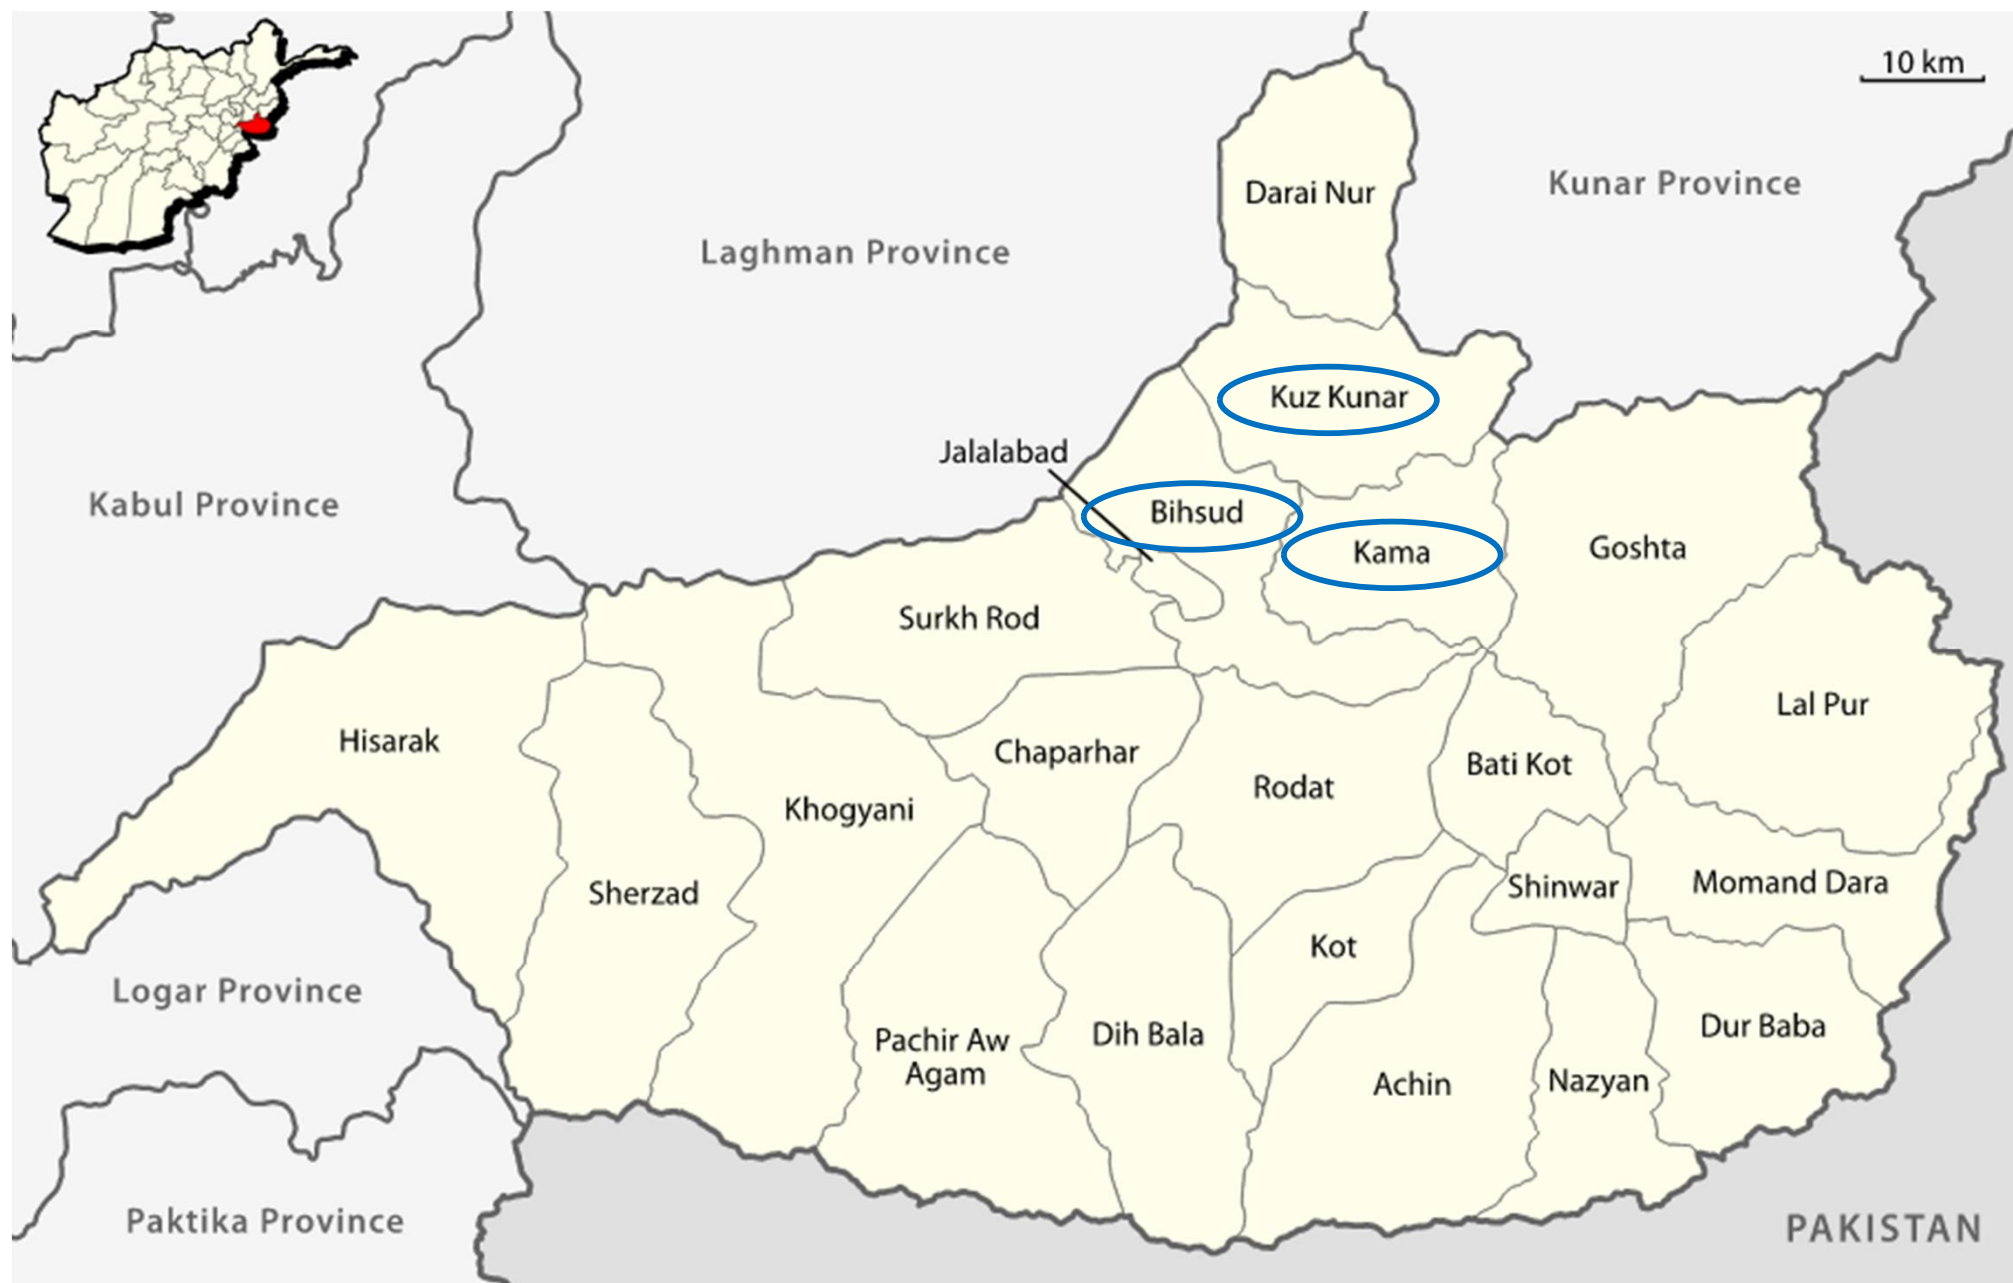 10 km
Darai Nur
Kunar Province
Laghman Province
Kuz Kunar
Jalalabad
Kabul Province
Bihsud
Kama
Goshta
Surkh Rod
Lal Pur
Hisarak
Chaparhar
Bati Kot
Rodat
Khogyani
Sherzad
Shinwar
Momand Dara
Kot
Logar Province
Dur Baba
Pachir Aw
Agam
Dih Bala
Achin
Nazyan
Paktika Province
PAKISTAN